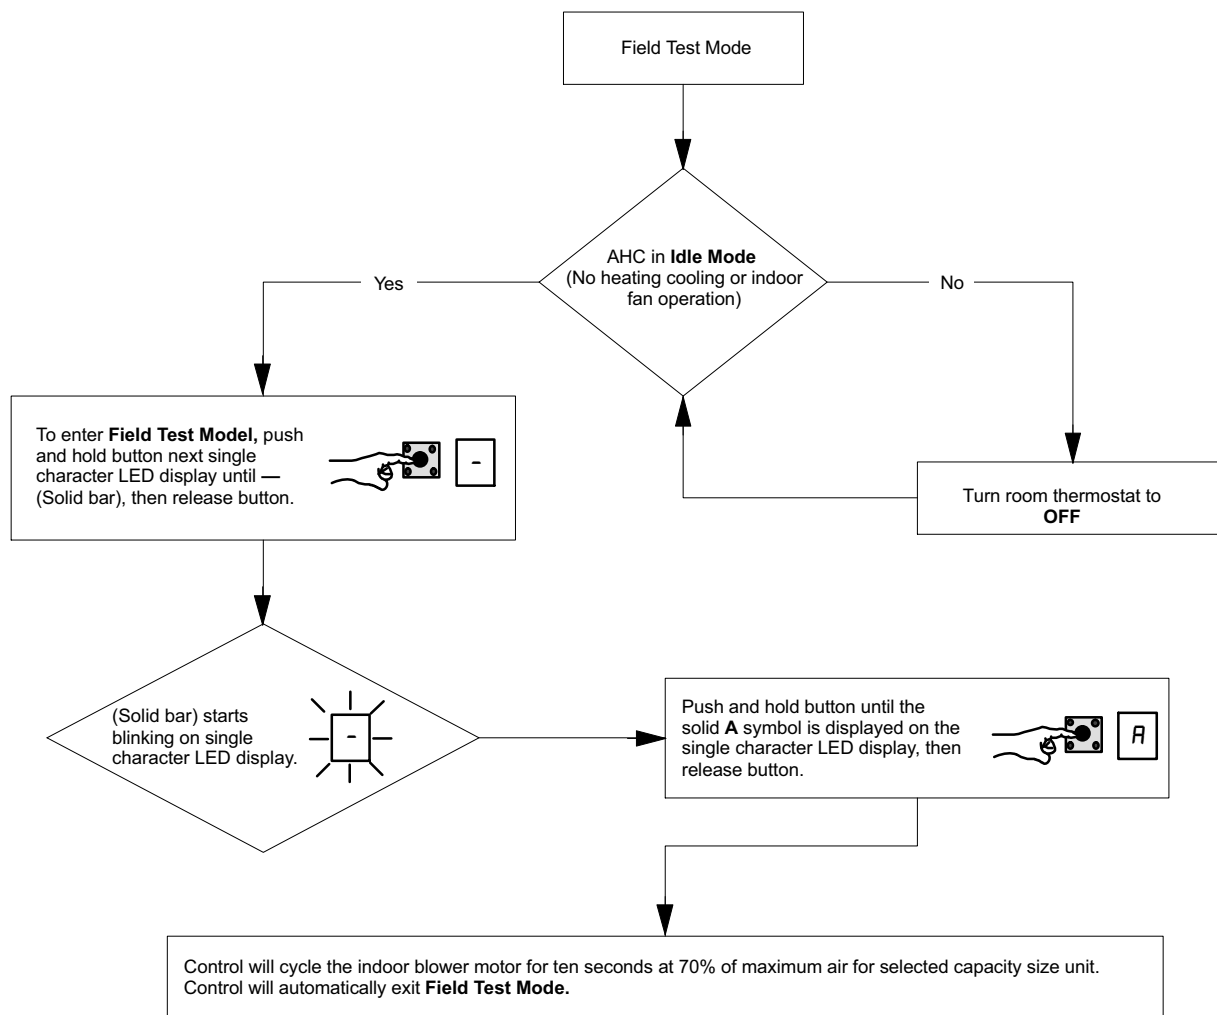 Field Test Mode
AHC in Idle Mode
(No heating cooling or indoor
fan operation)
Yes
No
To enter Field Test Model, push
and hold button next single
character LED display until —
(Solid bar), then release button.
-
Turn room thermostat to
OFF
(Solid bar) starts
blinking on single
character LED display.
-
Push and hold button until the
solid A symbol is displayed on the
single character LED display, then
release button.
A
Control will cycle the indoor blower motor for ten seconds at 70% of maximum air for selected capacity size unit.
Control will automatically exit Field Test Mode.